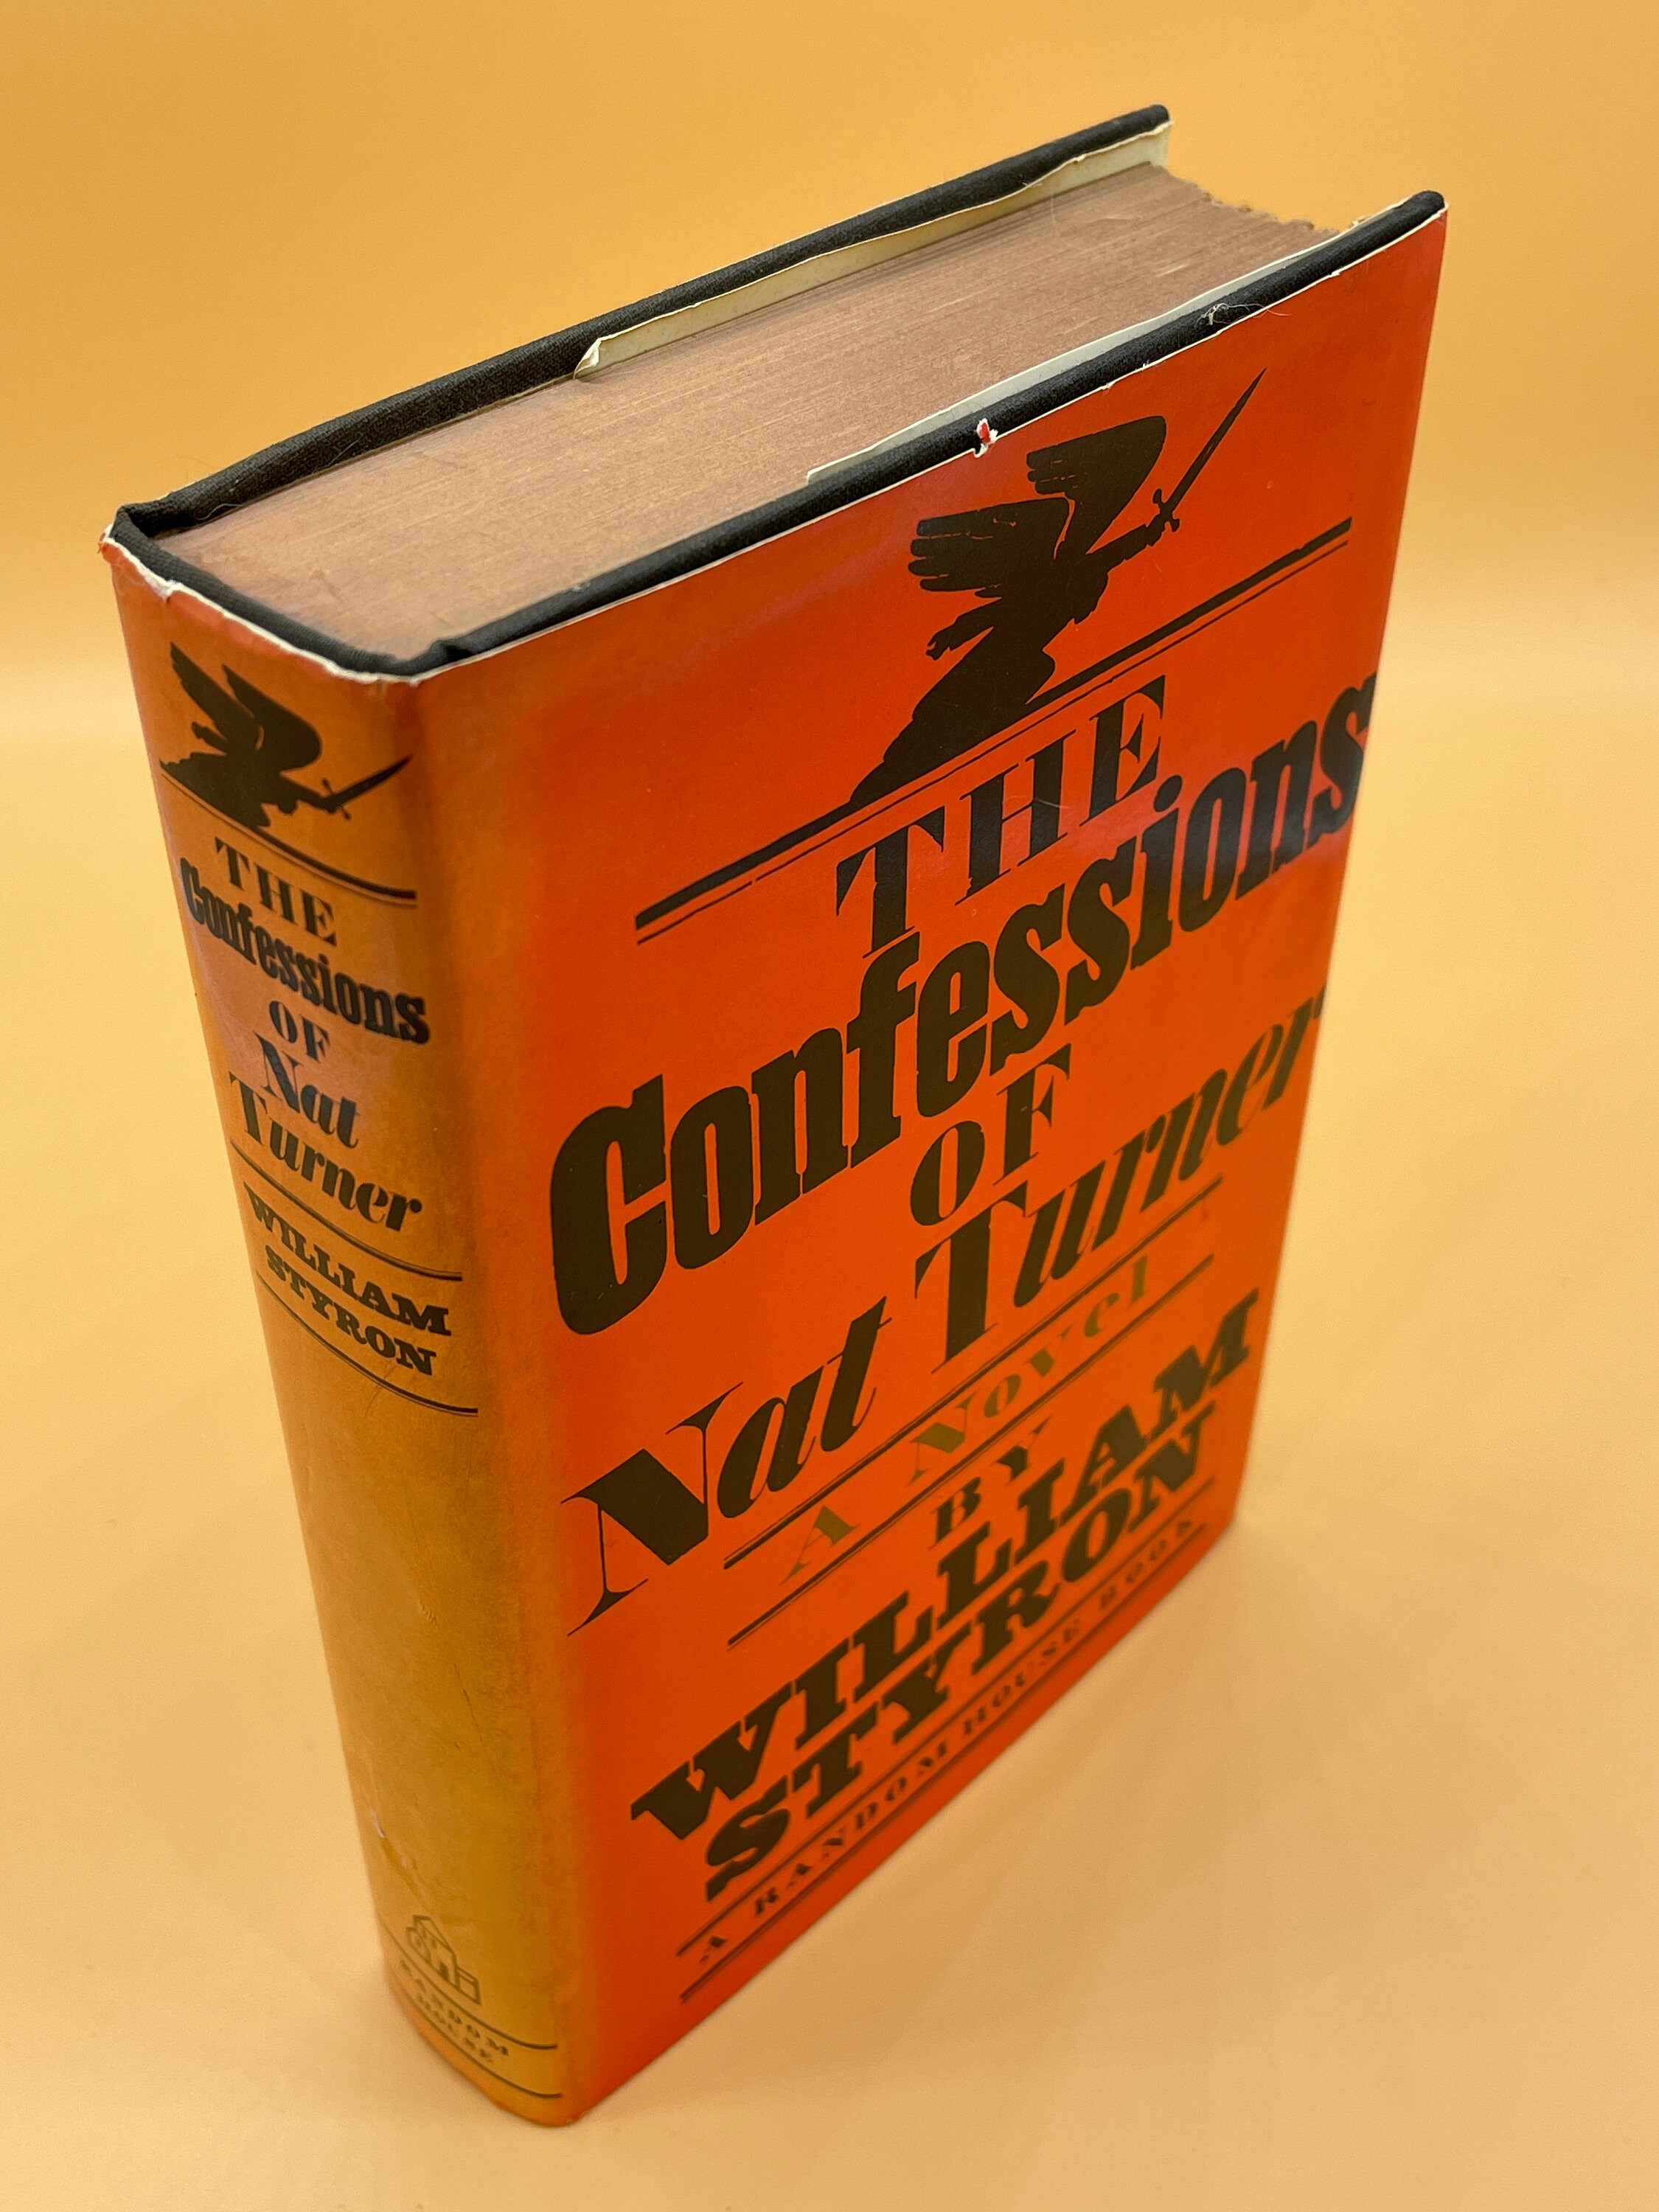 THE
Confessions
OF
Nat
Turner
WILLIAM
STYRON
RANDOM
HOUSE
THE
Confessions
OF
Nat Turner
A Novel
BY
WILLIAM
STYRON
A RANDOM HOUSE BOOK